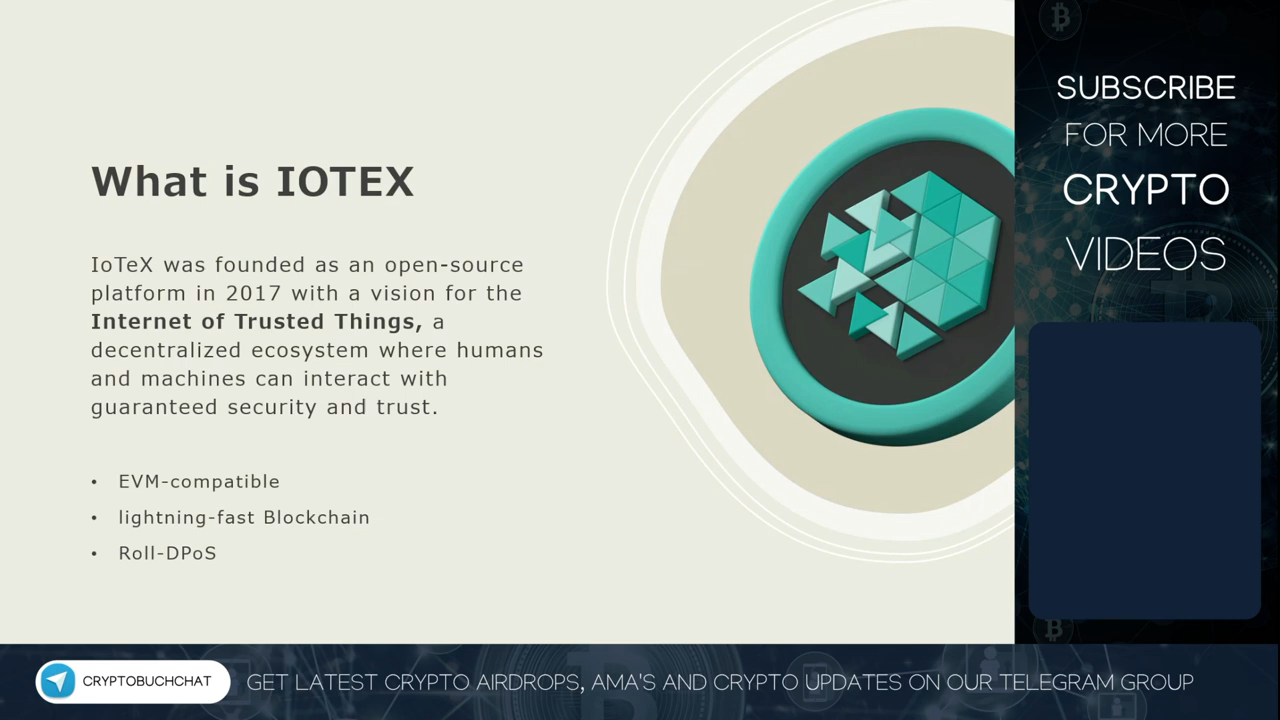 What is IOTEX
IoTeX was founded as an open-source
platform in 2017 with a vision for the
Internet of Trusted Things, a
decentralized ecosystem where humans
and machines can interact with
guaranteed security and trust.
• EVM-compatible
• lightning-fast Blockchain
• Roll-DPoS
SUBSCRIBE
FOR MORE
CRYPTO
VIDEOS
CRYPTOBUCHCHAT
GET LATEST CRYPTO AIRDROPS, AMA'S AND CRYPTO UPDATES ON OUR TELEGRAM GROUP